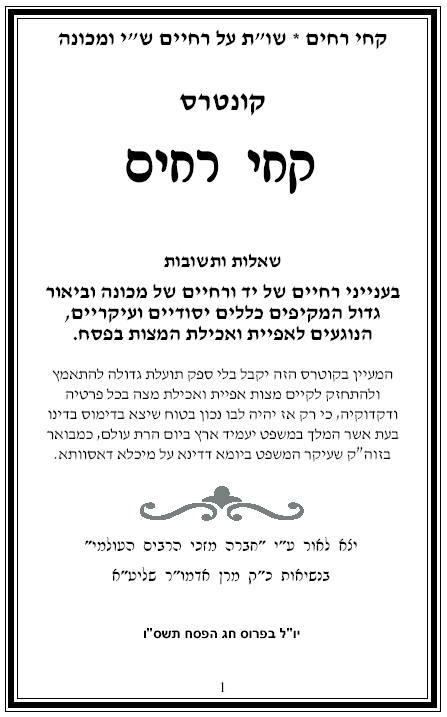 קחי רחים * שו״ת על רחיים ש״י ומכונה
קונטרס
קחי רחים
שאלות ותשובות
בענייני רחיים של יד ורחיים של מכונה וביאור
גדול המקיפים כללים יסודיים ועיקריים,
הנוגעים לאפיית ואכילת המצות בפסח.
המעיין בקוטרס הזה יקבל בלי ספק תועלת גדולה להתאמץ
ולהתחזק לקיים מצות אפיית ואכילת מצה בכל פרטיה
ודקדוקיה, כי רק אז יהיה לבו נכון בטוח שיצא בדימוס בדינו
בעת אשר המלך במשפט יעמיד ארץ ביום הרת עולם, כמבואר
בזוה"ק שעיקר המשפט ביומא דדינא על מיכלא דאסוותא.
יו"ל לאור ע״י ״חברה מזכי הרבים העולמי״
בנשיאות כ״ק מרן אדמו״ר שליט״א
יו"ל בפרוס חג הפסח תשס"ו
1